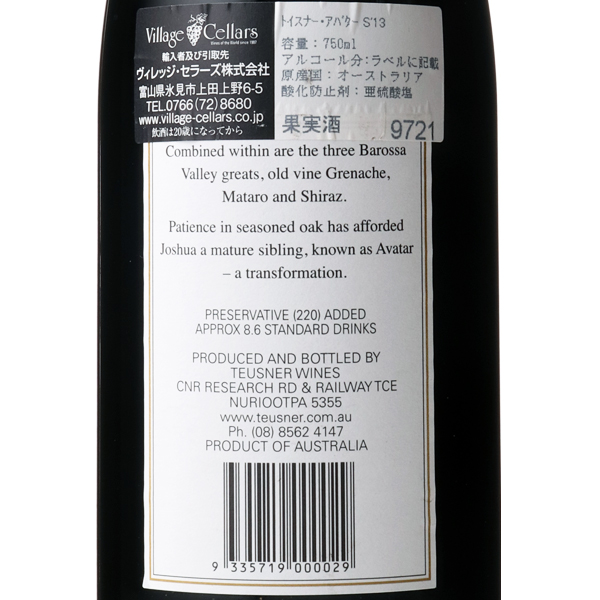 Village Cellars
Wines of the World since 1987
輸入者及び引取先
ヴィレッジ・セラーズ株式会社
富山県氷見市上田上野6-5
TEL.0766(72)8680
www.village-cellars.co.jp
飲酒は20歳になってから
トイスナー・アバター S'13
容量：750ml
アルコール分：ラベルに記載
原産国：オーストラリア
酸化防止剤：亜硫酸塩
果実酒 9721
Combined within are the three Barossa
Valley greats, old vine Grenache,
Mataro and Shiraz.
Patience in seasoned oak has afforded
Joshua a mature sibling, known as Avatar
– a transformation.
PRESERVATIVE (220) ADDED
APPROX 8.6 STANDARD DRINKS
PRODUCED AND BOTTLED BY
TEUSNER WINES
CNR RESEARCH RD & RAILWAY TCE
NURIOOTPA 5355
www.teusner.com.au
Ph. (08) 8562 4147
PRODUCT OF AUSTRALIA
9 335719 000029